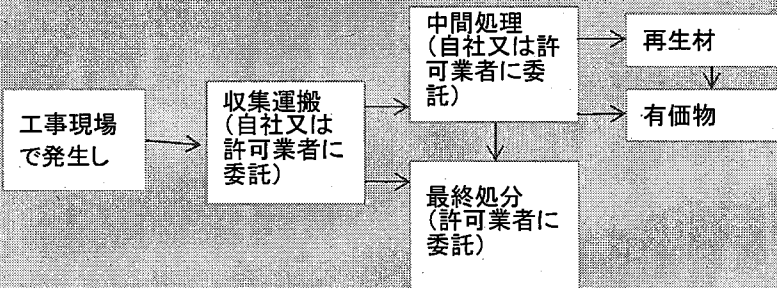 工事現場
で発生し
収集運搬
(自社又は
許可業者に
委託)
中間処理
(自社又は許
可業者に委
託)
最終処分
(許可業者に
委託)
再生材
有価物